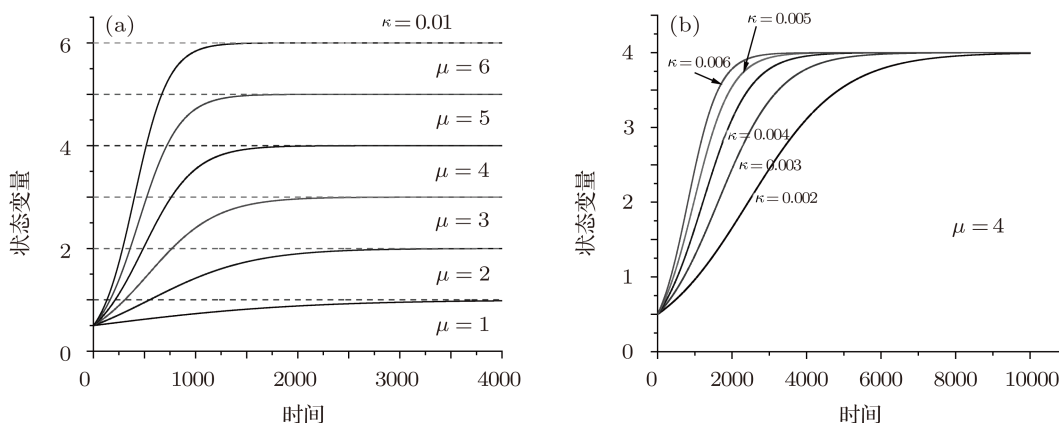 (a)
κ=0.01
6
μ = 6
μ = 5
4
μ = 4
μ = 3
2
μ = 2
μ = 1
0
0 1000 2000 3000 4000
时间
状态变量
(b)
κ=0.005
κ=0.006
κ=0.004
κ=0.003
κ=0.002
μ = 4
4
3
2
1
0
0 2000 4000 6000 8000 10000
时间
状态变量